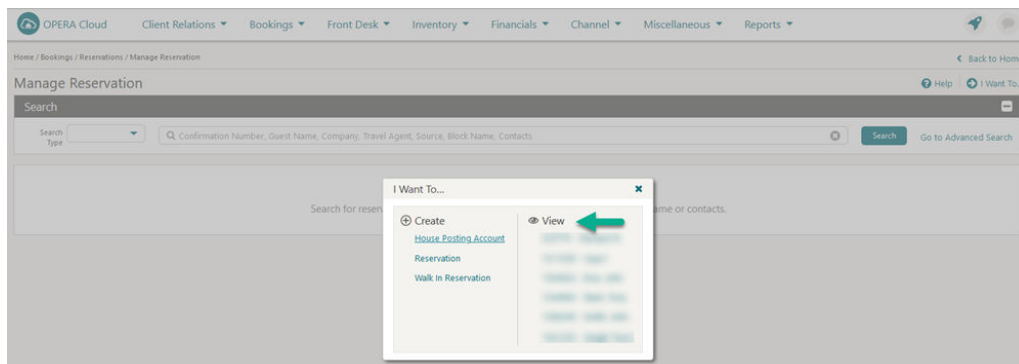 OPERA Cloud Client Relations Bookings Front Desk Inventory Financials Channel Miscellaneous Reports
Home / Bookings / Reservations / Manage Reservation Back to Hom
Manage Reservation Help I Want To.
Search
Search Type Confirmation Number, Guest Name, Company, Travel Agent, Source, Block Name, Contacts Search Go to Advanced Search
I Want To...
Search for reser ame or contacts.
Create View
House Posting Account
Reservation
Walk In Reservation